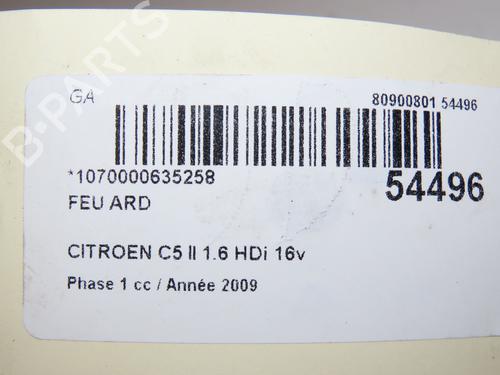 B-PARTS
GA
80900801 54496
*1070000635258
54496
FEU ARD
CITROEN C5 II 1.6 HDi 16v
Phase 1 cc / Année 2009